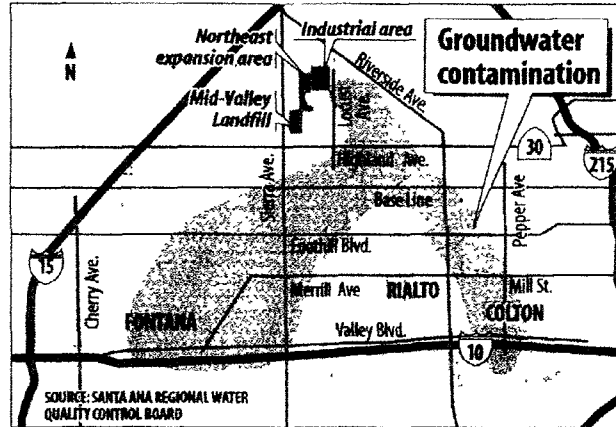 Northeast
expansion area
Industrial area
Groundwater
contamination
N
Riverside Ave.
Mid-Valley
Landfill
Locust
Ave.
Highland Ave.
30
215
Sierra Ave.
BaseLine
Pepper Ave
Foothill Blvd.
15
Cherry Ave.
Merrill Ave
RIALTO
Mill St.
FONTANA
COLTON
Valley Blvd.
10
SOURCE: SANTA ANA REGIONAL WATER
QUALITY CONTROL BOARD